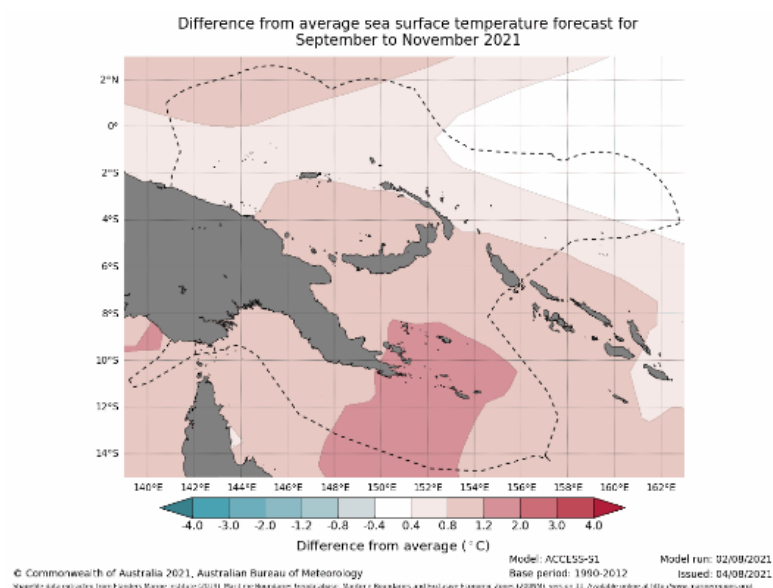 Difference from average sea surface temperature forecast for
September to November 2021
2°N
0°
2°S
4°S
6°S
8°S
10°S
12°S
14°S
140°E 142°E 144°E 146°E 148°E 150°E 152°E 154°E 156°E 158°E 160°E 162°E
-4.0 -3.0 -2.0 -1.2 -0.8 -0.4 0.4 0.8 1.2 2.0 3.0 4.0
Difference from average (°C)
Model: ACCESS-S1 Model run: 02/08/2021
© Commonwealth of Australia 2021, Australian Bureau of Meteorology Base period: 1990-2012 Issued: 04/08/2021